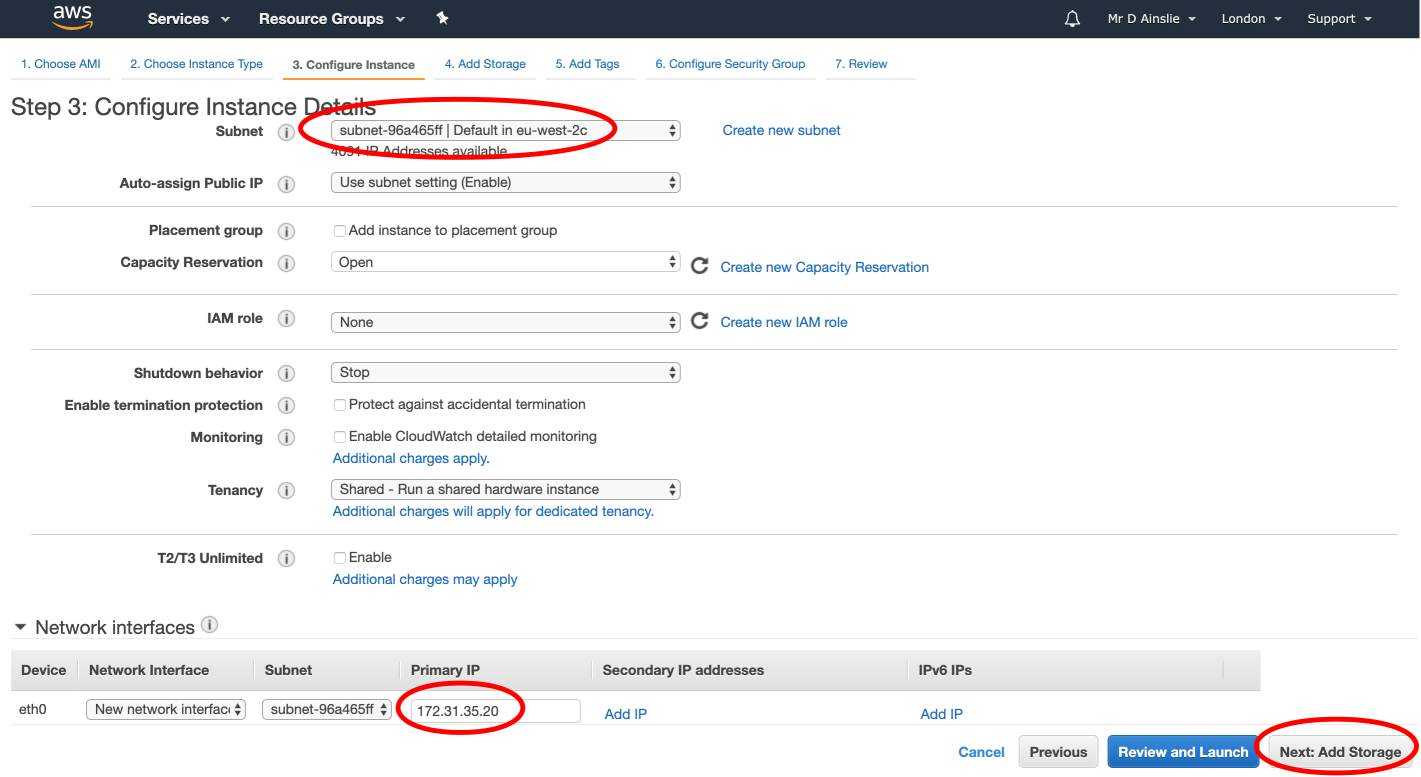 aws Services Resource Groups Mr D Ainslie London Support
1. Choose AMI 2. Choose Instance Type 3. Configure Instance 4. Add Storage 5. Add Tags 6. Configure Security Group 7. Review
Step 3: Configure Instance Details
Subnet i subnet-96a465ff | Default in eu-west-2c Create new subnet
4091 IP Addresses available
Auto-assign Public IP i Use subnet setting (Enable)
Placement group i Add instance to placement group
Capacity Reservation i Open Create new Capacity Reservation
IAM role i None Create new IAM role
Shutdown behavior i Stop
Enable termination protection i Protect against accidental termination
Monitoring i Enable CloudWatch detailed monitoring
Additional charges apply.
Tenancy i Shared - Run a shared hardware instance
Additional charges will apply for dedicated tenancy.
T2/T3 Unlimited i Enable
Additional charges may apply
Network interfaces i
Device Network Interface Subnet Primary IP Secondary IP addresses IPv6 IPs
eth0 New network interfac subnet-96a465ff 172.31.35.20 Add IP Add IP
Cancel Previous Review and Launch Next: Add Storage